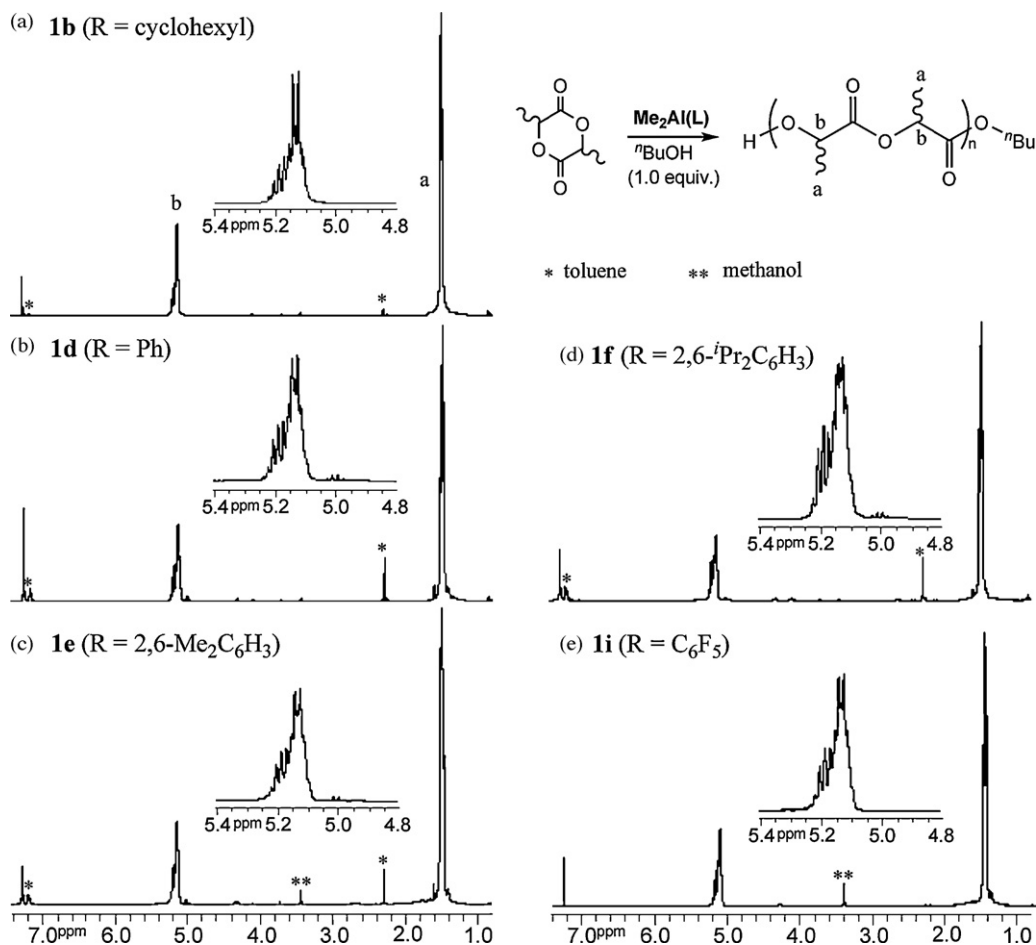 (a) 1b (R = cyclohexyl)
b
a
5.4 ppm 5.2 5.0 4.8
* *
O
O
O
O
Me₂Al(L)
ⁿBuOH
(1.0 equiv.)
H O b O a O b n O ⁿBu
a O
* toluene ** methanol
(b) 1d (R = Ph)
5.4 ppm 5.2 5.0 4.8
* *
(c) 1e (R = 2,6-Me₂C₆H₃)
5.4 ppm 5.2 5.0 4.8
* ** *
7.0ppm 6.0 5.0 4.0 3.0 2.0 1.0
(d) 1f (R = 2,6-ⁱPr₂C₆H₃)
5.4 ppm 5.2 5.0 4.8
* *
(e) 1i (R = C₆F₅)
5.4 ppm 5.2 5.0 4.8
**
7.0ppm 6.0 5.0 4.0 3.0 2.0 1.0